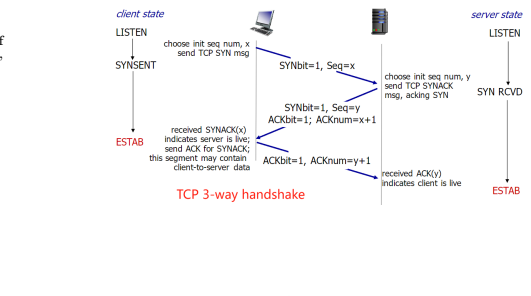 client state
server state
LISTEN
LISTEN
f
choose init seq num, x
send TCP SYN msg
SYNSENT
SYNbit=1, Seq=x
choose init seq num, y
send TCP SYNACK
msg, acking SYN
SYN RCVD
SYNbit=1, Seq=y
ACKbit=1; ACKnum=x+1
received SYNACK(x)
indicates server is live;
send ACK for SYNACK;
this segment may contain
client-to-server data
ESTAB
ACKbit=1, ACKnum=y+1
received ACK(y)
indicates client is live
ESTAB
TCP 3-way handshake